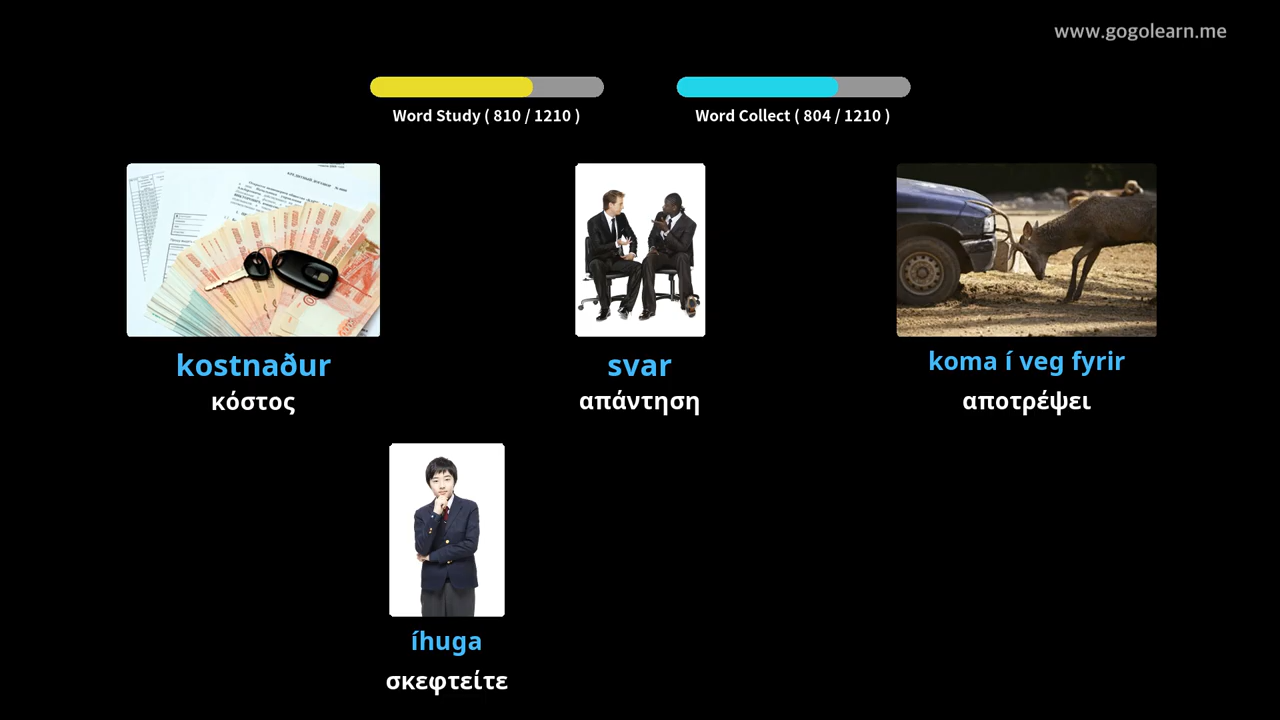 www.gogolearn.me
Word Study ( 810 / 1210 )
Word Collect ( 804 / 1210 )
kostnaður
κόστος
svar
απάντηση
koma í veg fyrir
αποτρέψει
íhuga
σκεφτείτε